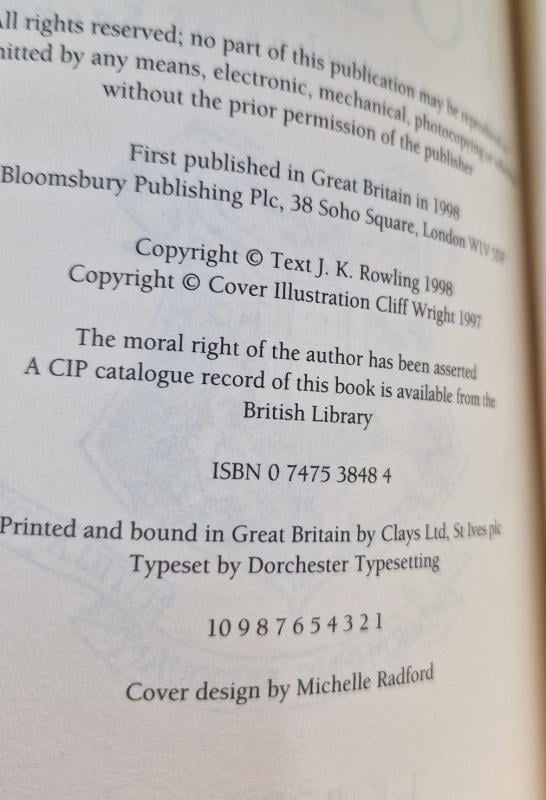 All rights reserved; no part of this publication may be reproduced or
mitted by any means, electronic, mechanical, photocopying or
without the prior permission of the publisher
First published in Great Britain in 1998
Bloomsbury Publishing Plc, 38 Soho Square, London W1V 5DF
Copyright © Text J. K. Rowling 1998
Copyright © Cover Illustration Cliff Wright 1997
The moral right of the author has been asserted
A CIP catalogue record of this book is available from the
British Library
ISBN 0 7475 3848 4
Printed and bound in Great Britain by Clays Ltd, St Ives plc
Typeset by Dorchester Typesetting
10 9 8 7 6 5 4 3 2 1
Cover design by Michelle Radford